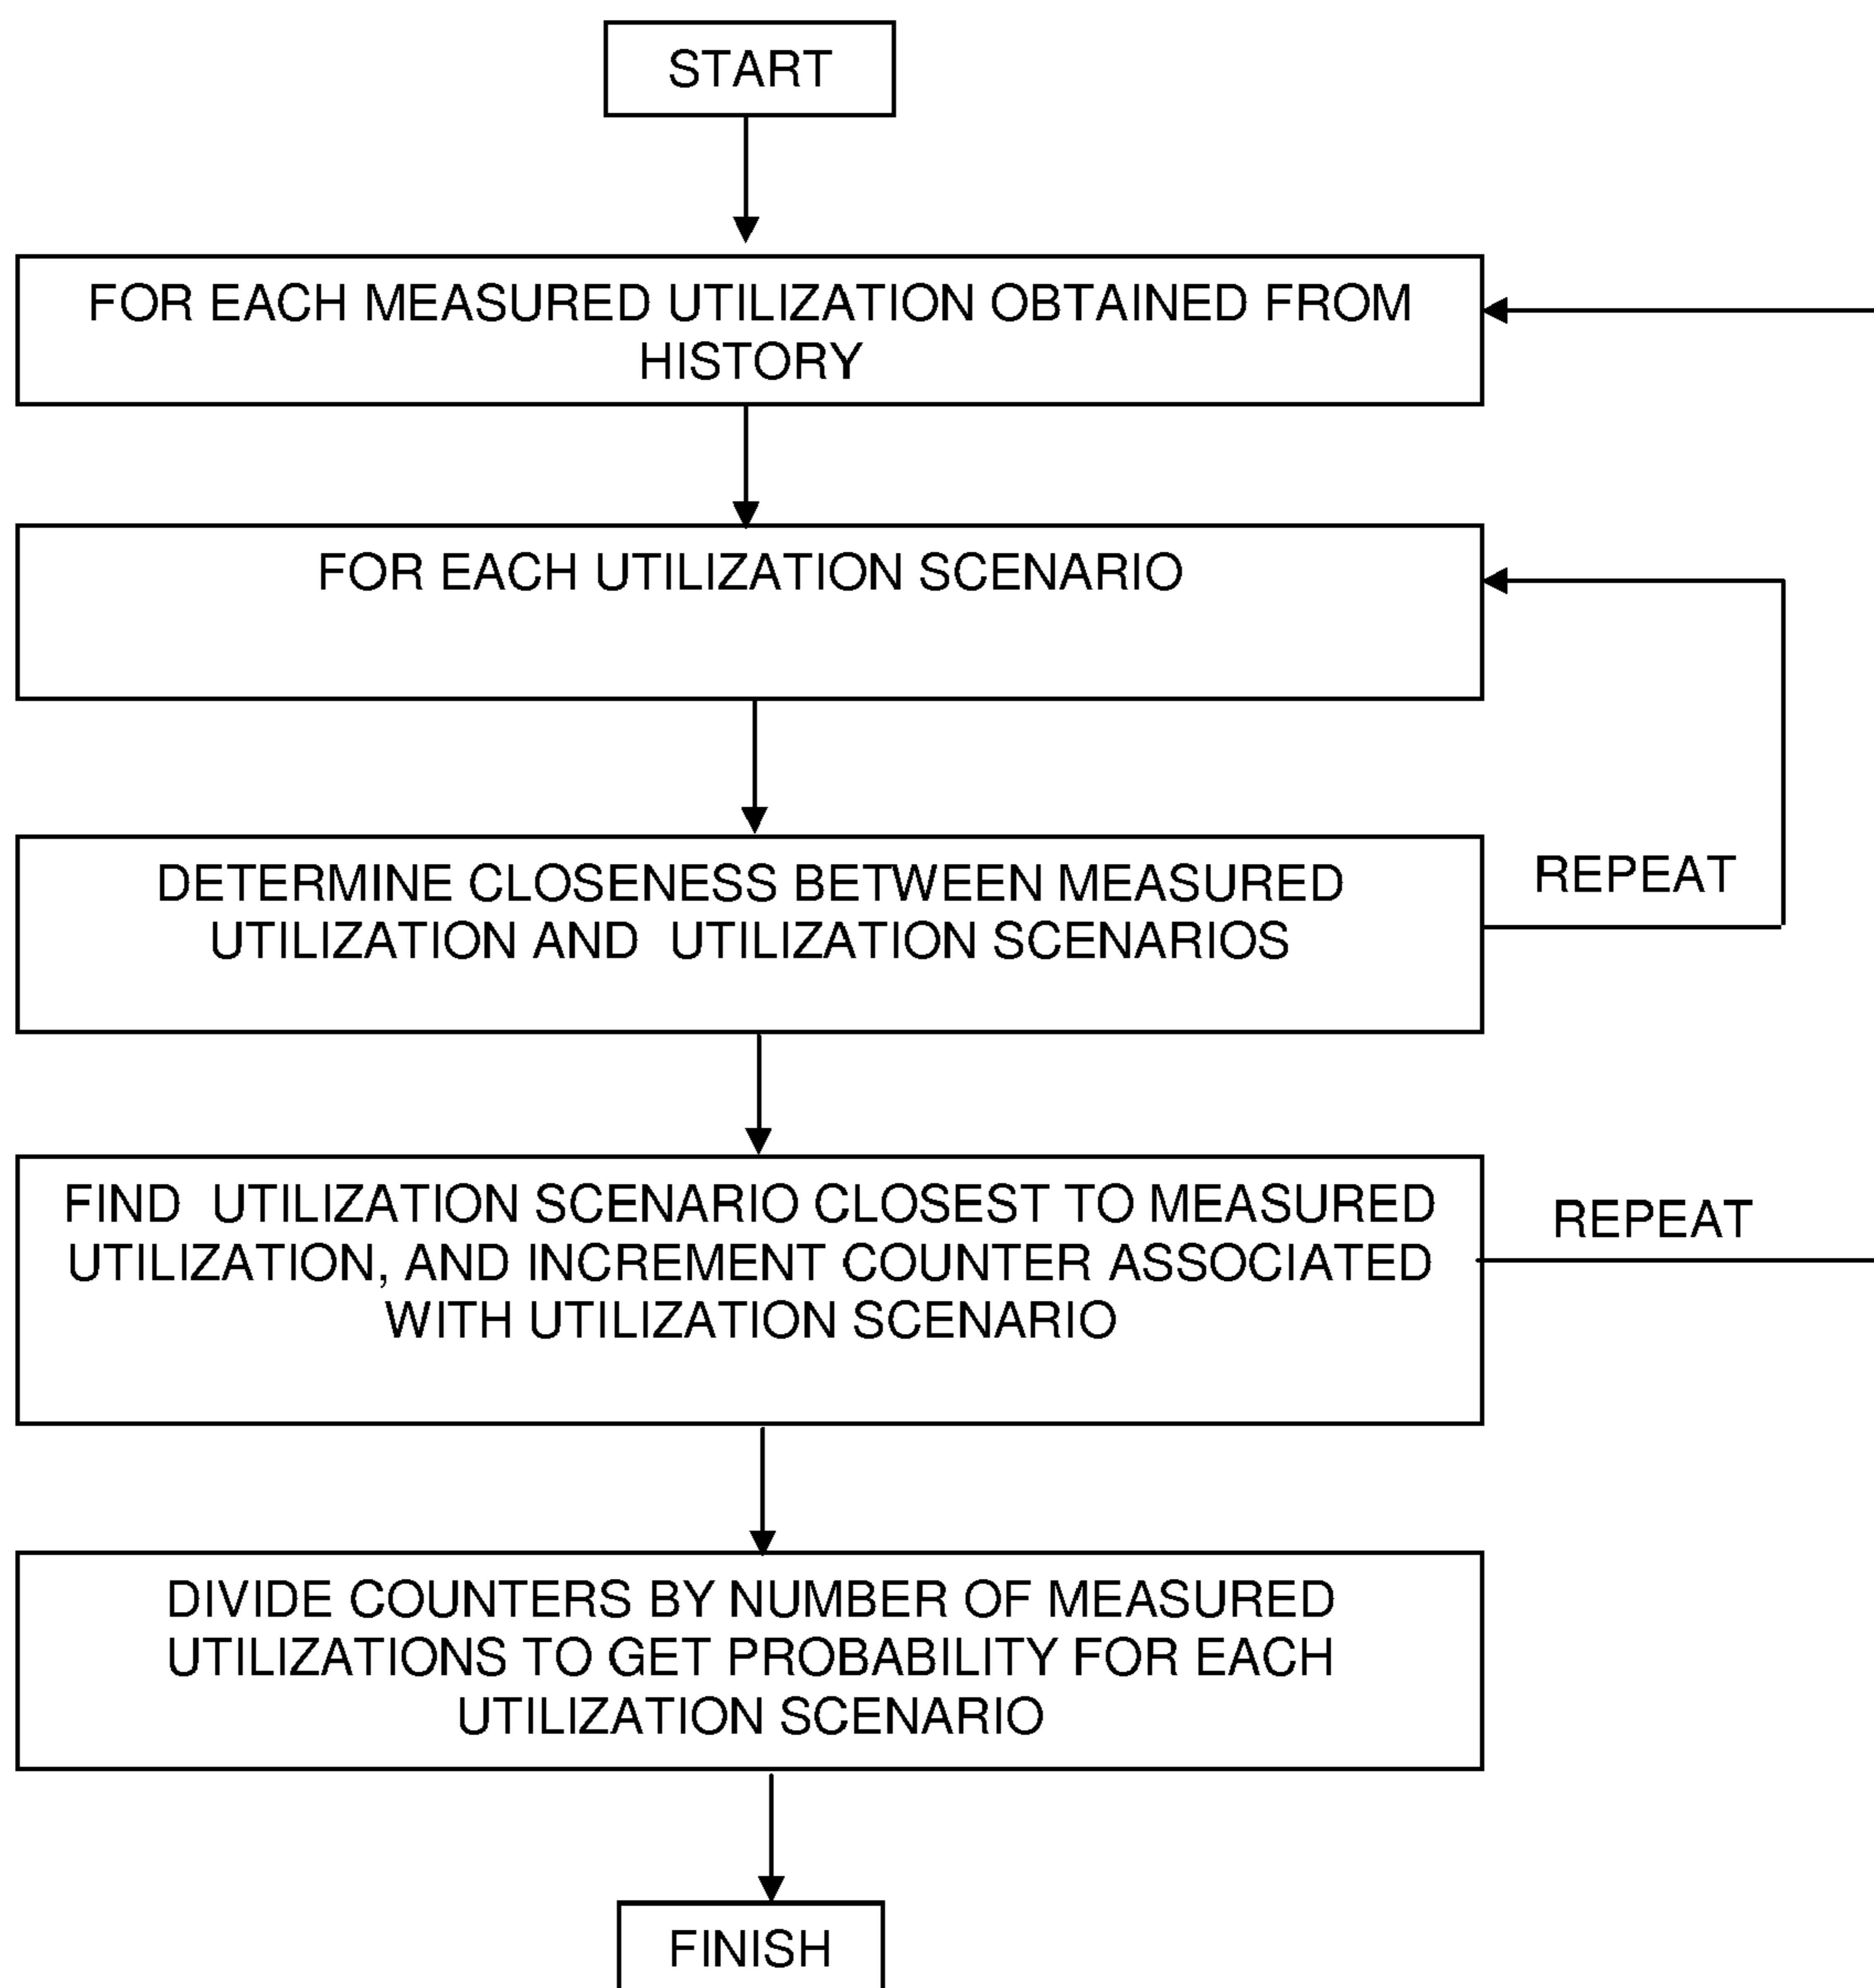 START
FOR EACH MEASURED UTILIZATION OBTAINED FROM
HISTORY
FOR EACH UTILIZATION SCENARIO
DETERMINE CLOSENESS BETWEEN MEASURED
UTILIZATION AND UTILIZATION SCENARIOS
REPEAT
FIND UTILIZATION SCENARIO CLOSEST TO MEASURED
UTILIZATION, AND INCREMENT COUNTER ASSOCIATED
WITH UTILIZATION SCENARIO
REPEAT
DIVIDE COUNTERS BY NUMBER OF MEASURED
UTILIZATIONS TO GET PROBABILITY FOR EACH
UTILIZATION SCENARIO
FINISH